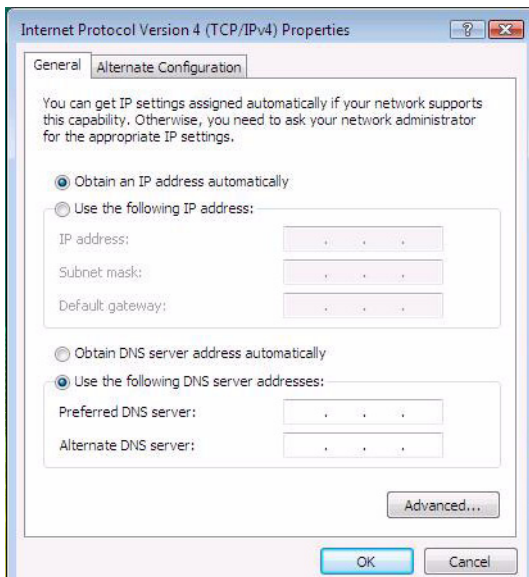 Internet Protocol Version 4 (TCP/IPv4) Properties
General
Alternate Configuration
You can get IP settings assigned automatically if your network supports
this capability. Otherwise, you need to ask your network administrator
for the appropriate IP settings.
Obtain an IP address automatically
Use the following IP address:
IP address:
Subnet mask:
Default gateway:
Obtain DNS server address automatically
Use the following DNS server addresses:
Preferred DNS server:
Alternate DNS server:
Advanced...
OK
Cancel